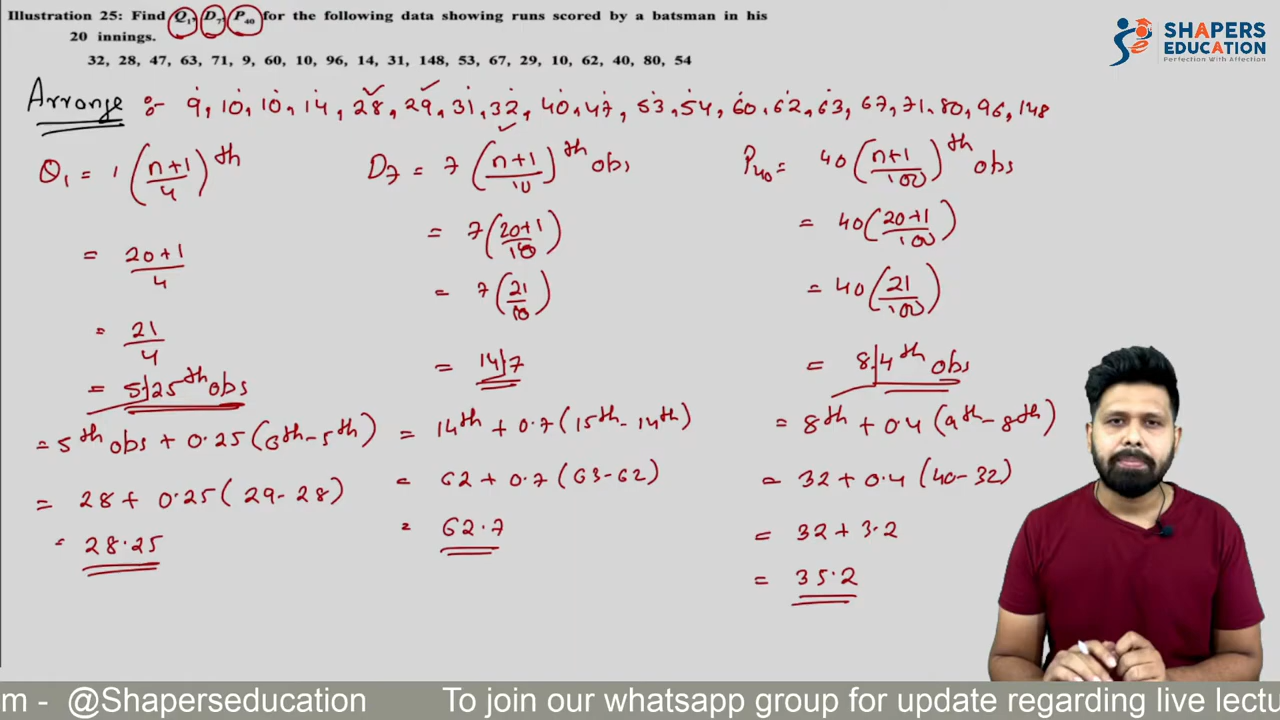 Illustration 25: Find Q₁, D₇, P₄₀ for the following data showing runs scored by a batsman in his
20 innings.
32, 28, 47, 63, 71, 9, 60, 10, 96, 14, 31, 148, 53, 67, 29, 10, 62, 40, 80, 54
SHAPERS
EDUCATION
Perfection With Affection
Arrange :- 9, 10, 10, 14, 28, 29, 31, 32, 40, 47, 53, 54, 60, 62, 63, 67, 71, 80, 96, 148
Q₁ = 1 (n+1/4)th
= 20+1/4
= 21/4
= 5.25th obs
= 5th obs + 0.25 (6th - 5th)
= 28 + 0.25 (29 - 28)
= 28.25
D₇ = 7 (n+1/10)th obs
= 7 (20+1/10)
= 7 (21/10)
= 14.7
= 14th + 0.7 (15th - 14th)
= 62 + 0.7 (63 - 62)
= 62.7
P₄₀ = 40 (n+1/100)th obs
= 40 (20+1/100)
= 40 (21/100)
= 8.4th obs
= 8th + 0.4 (9th - 8th)
= 32 + 0.4 (40 - 32)
= 32 + 3.2
= 35.2
m - @Shaperseducation To join our whatsapp group for update regarding live lectu